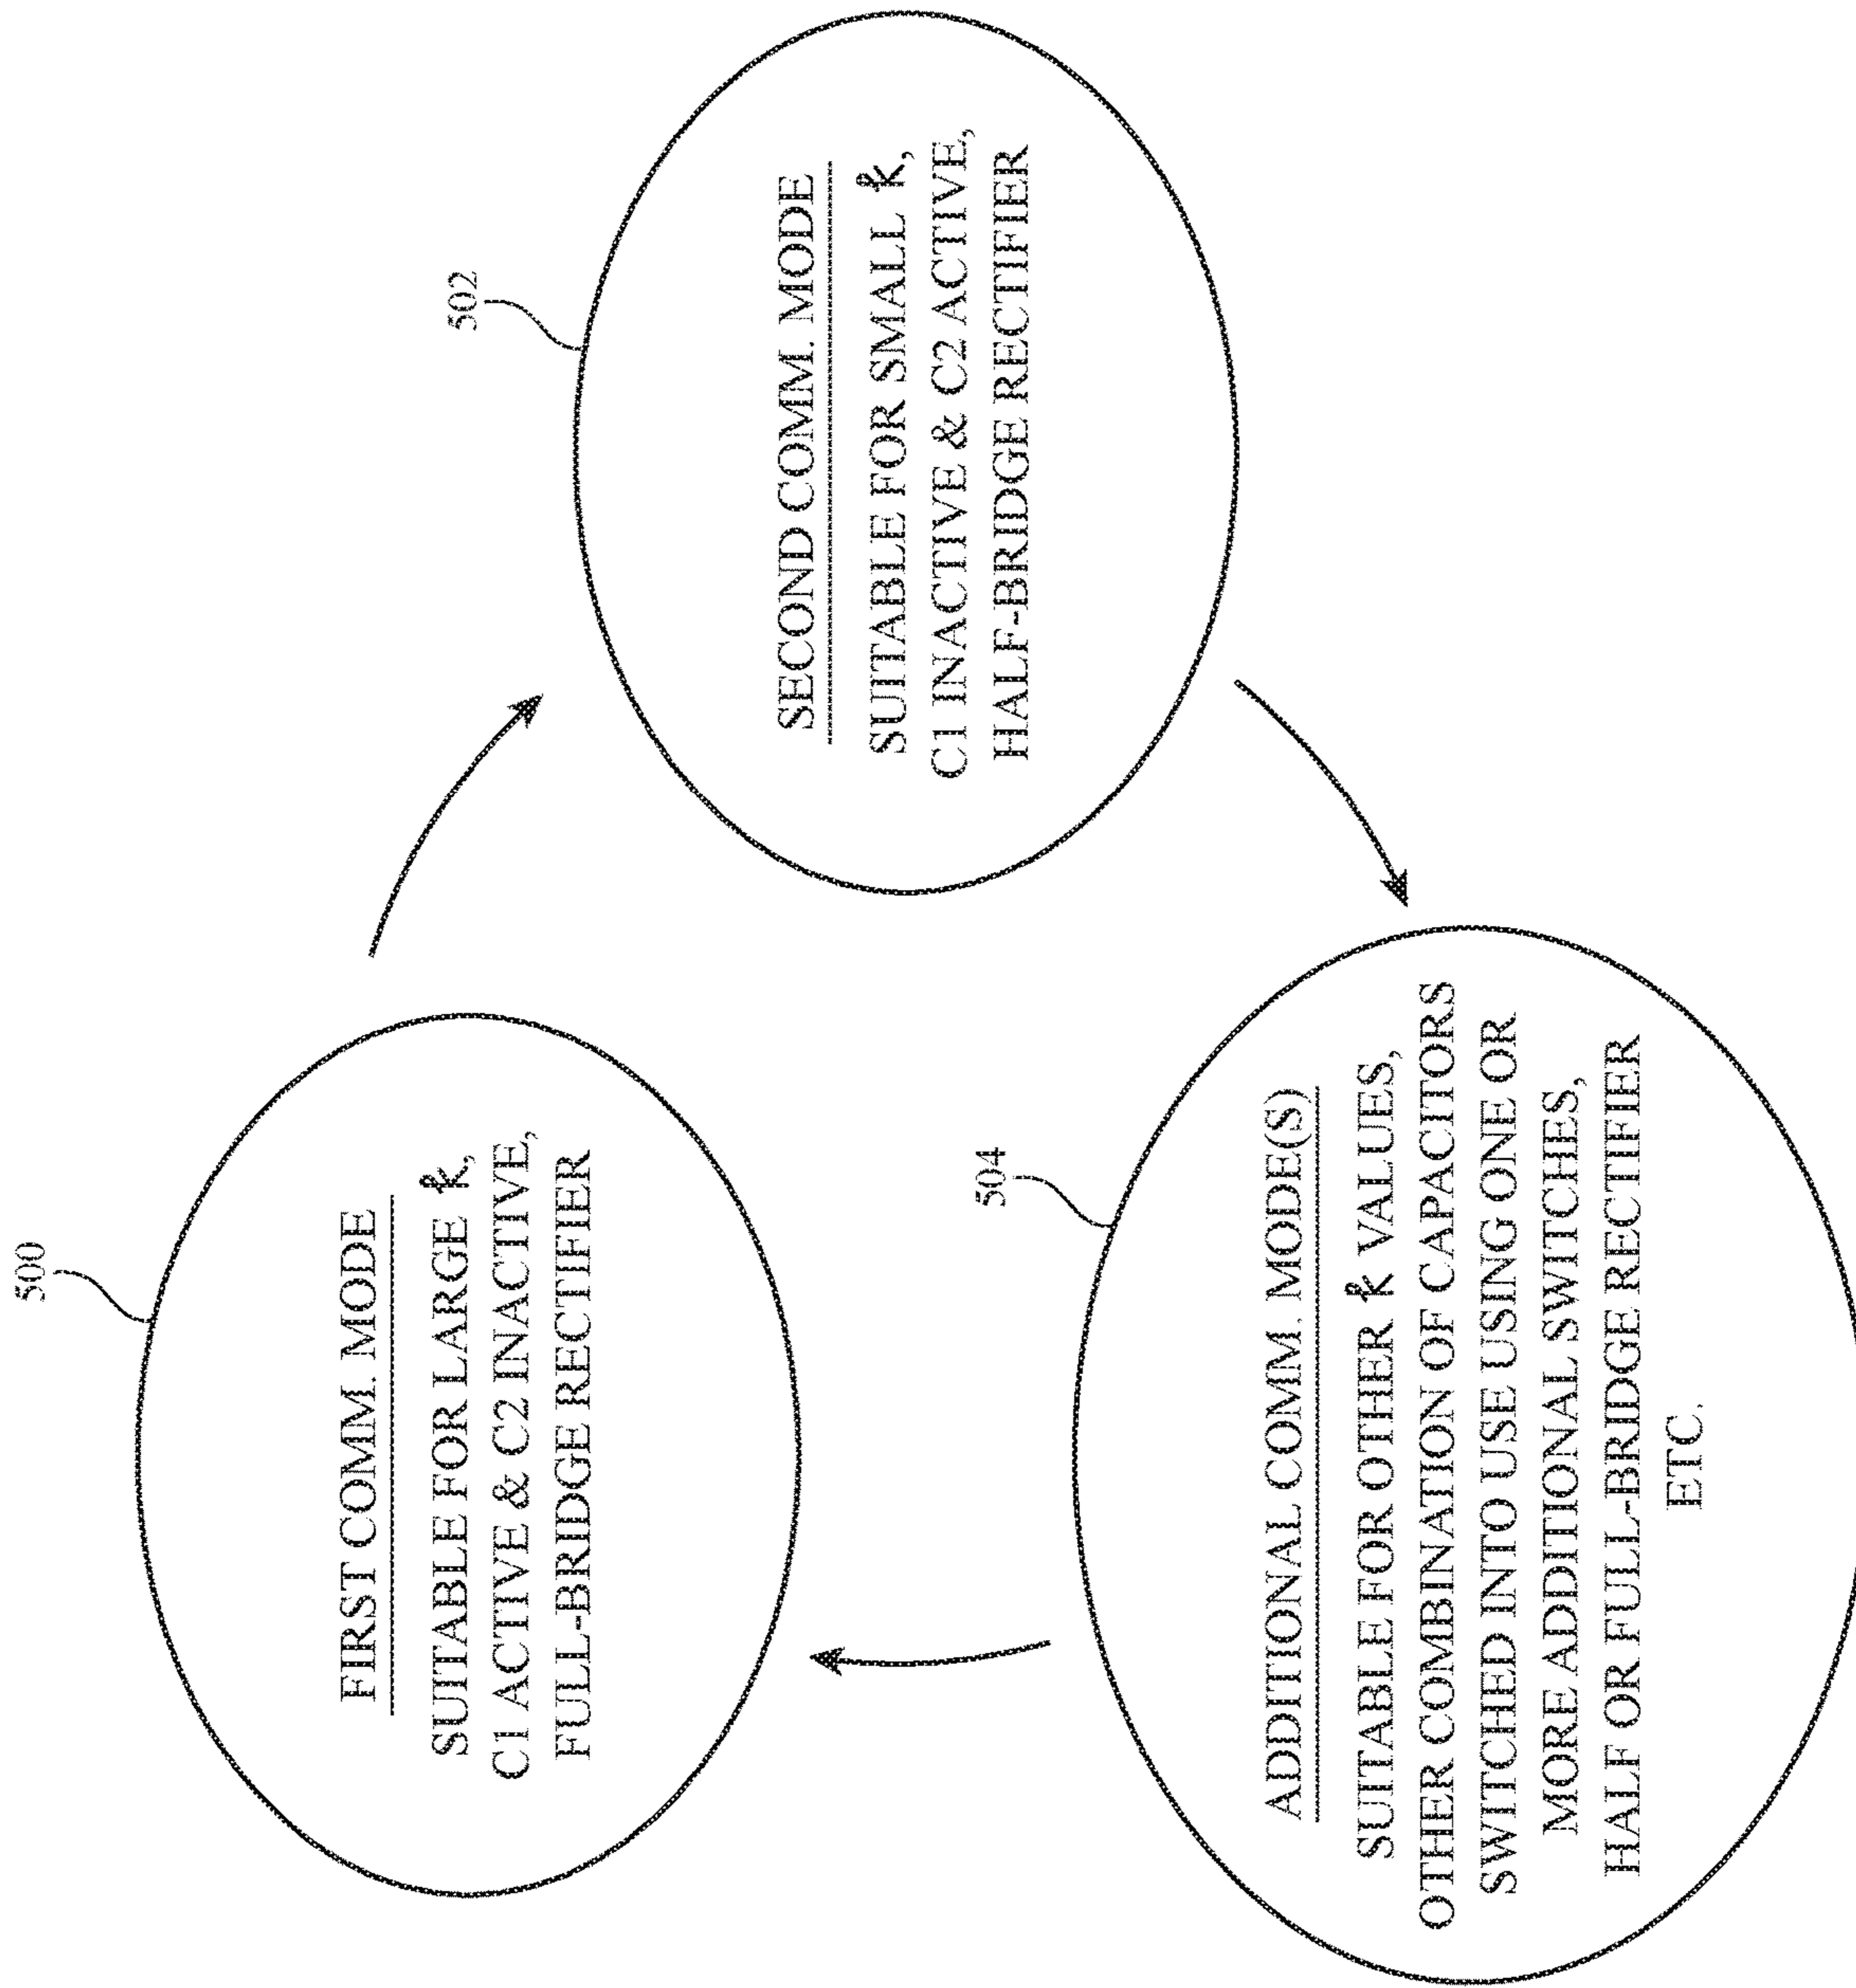 500
FIRST COMM. MODE
SUITABLE FOR LARGE k,
C1 ACTIVE & C2 INACTIVE,
FULL-BRIDGE RECTIFIER
502
SECOND COMM. MODE
SUITABLE FOR SMALL k,
C1 INACTIVE & C2 ACTIVE,
HALF-BRIDGE RECTIFIER
504
ADDITIONAL COMM. MODE(S)
SUITABLE FOR OTHER k VALUES,
OTHER COMBINATION OF CAPACITORS
SWITCHED INTO USE USING ONE OR
MORE ADDITIONAL SWITCHES,
HALF OR FULL-BRIDGE RECTIFIER
ETC.